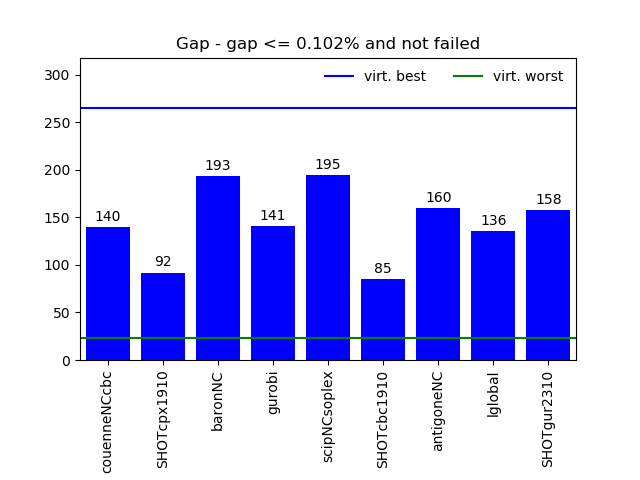 Gap - gap <= 0.102% and not failed
virt. best virt. worst
300
250
200
150
100
50
0
140
92
193
141
195
85
160
136
158
couenneNCcbc
SHOTcpx1910
baronNC
gurobi
scipNCsoplex
SHOTcbc1910
antigoneNC
lglobal
SHOTgur2310